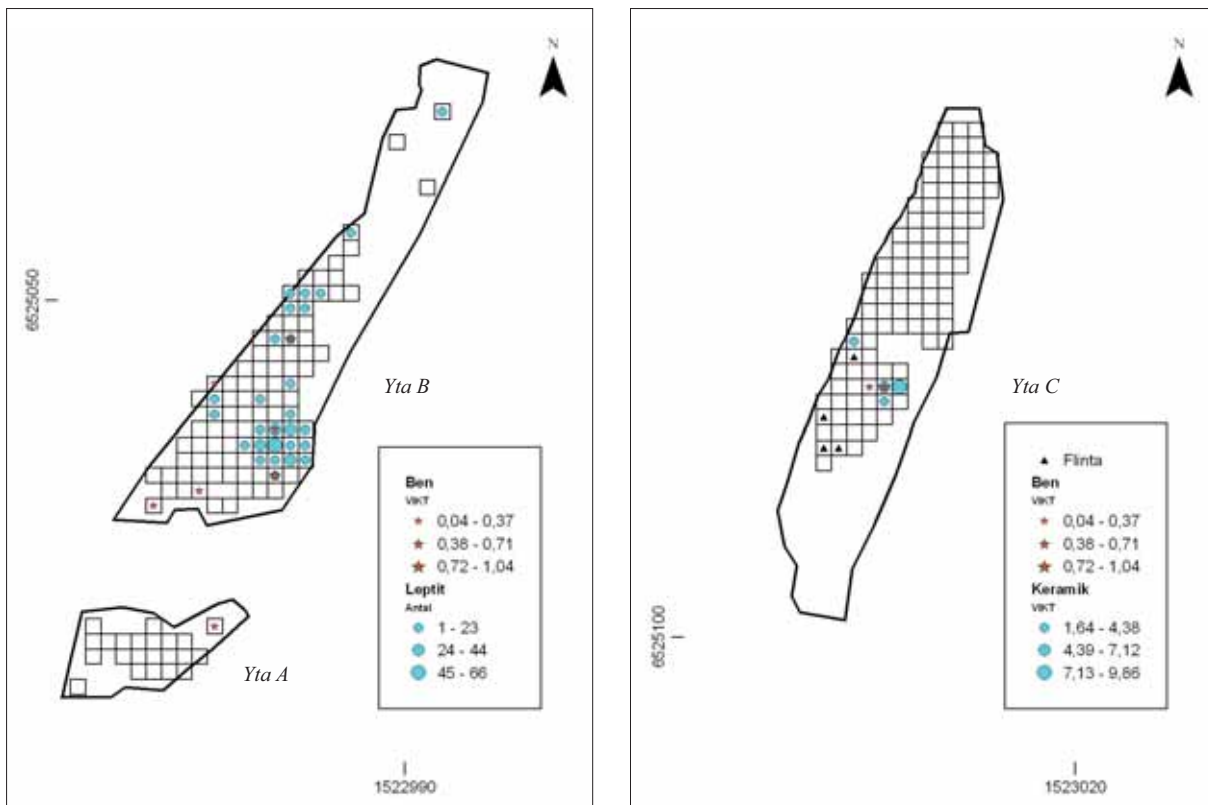 N
6525050
Yta B
Ben
VIKT
0,04 - 0,37
0,38 - 0,71
0,72 - 1,04
Leptit
Antal
1 - 23
24 - 44
45 - 66
Yta A
1522990
N
Yta C
Flinta
Ben
VIKT
0,04 - 0,37
0,38 - 0,71
0,72 - 1,04
Keramik
VIKT
1,64 - 4,38
4,39 - 7,12
7,13 - 9,86
6525100
1523020